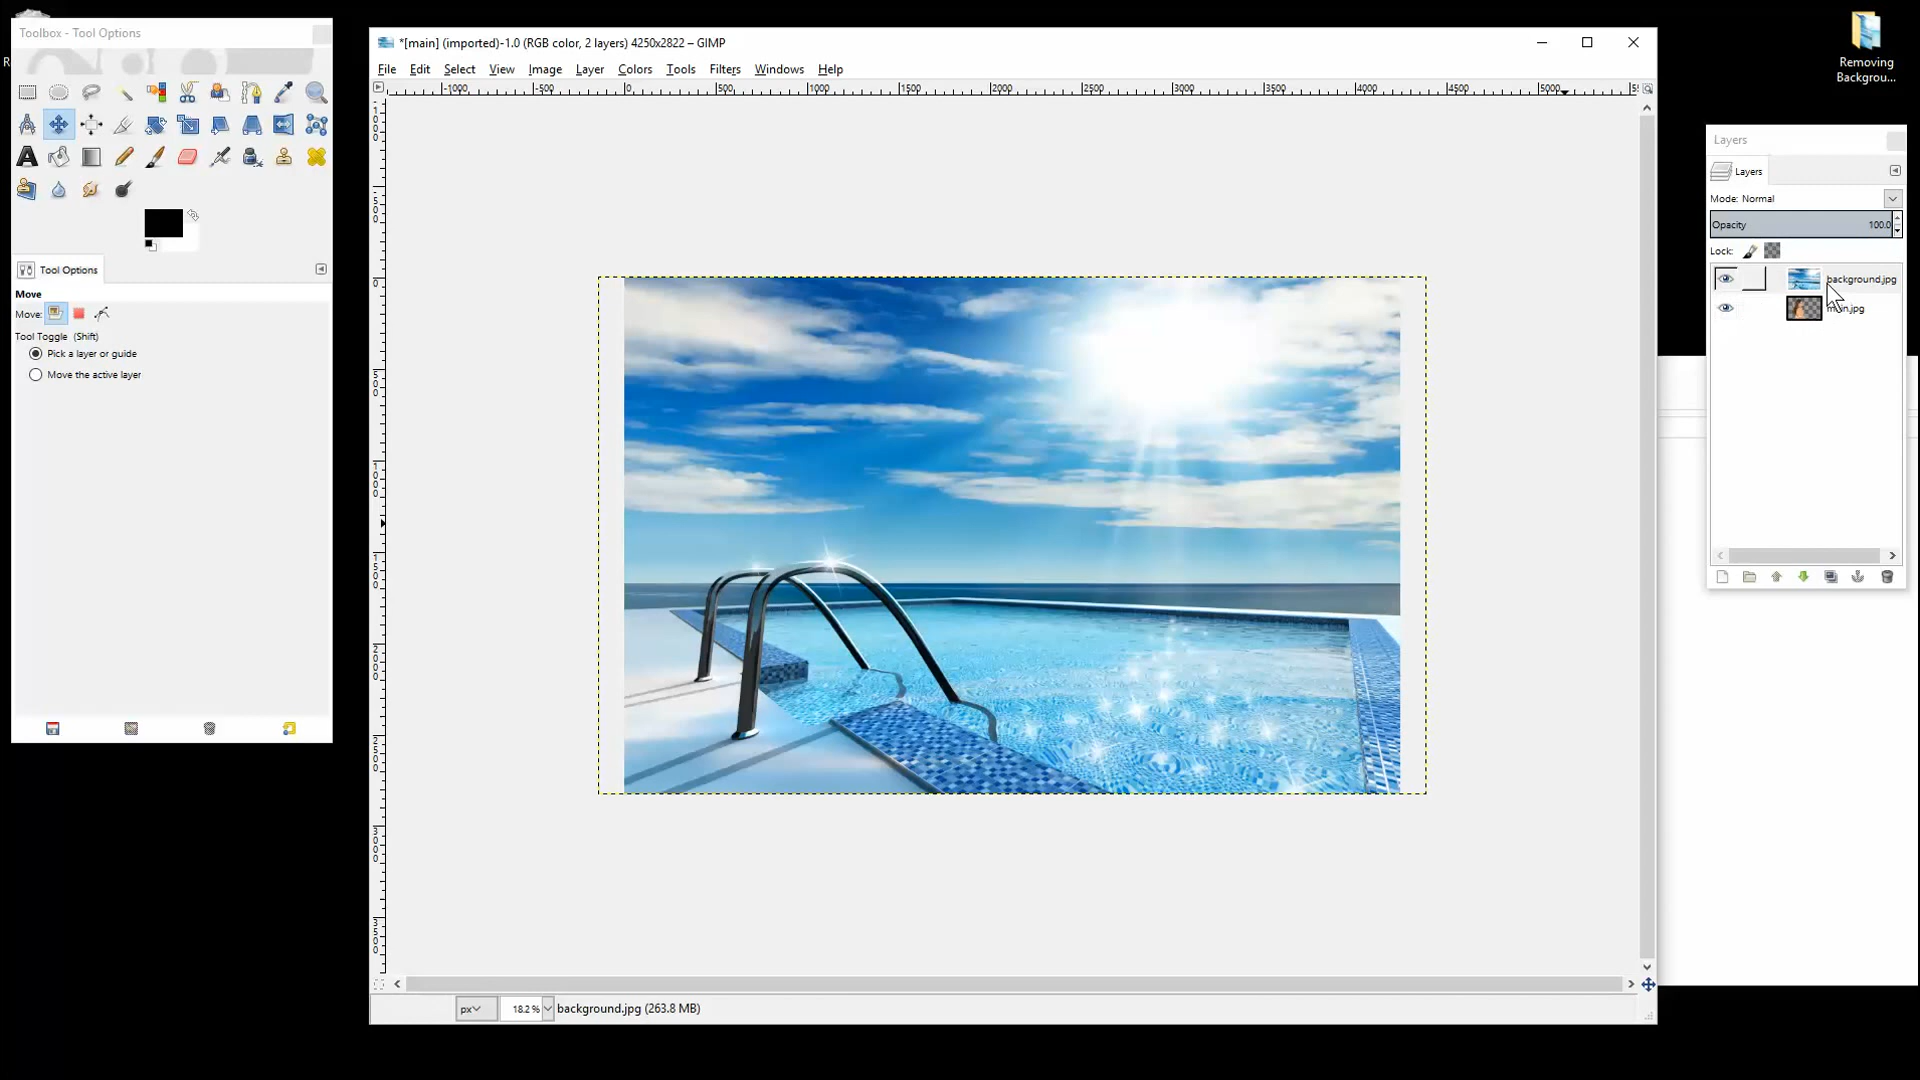 Toolbox - Tool Options
Tool Options
Move
Move:
Tool Toggle (Shift)
Pick a layer or guide
Move the active layer
*[main] (imported)-1.0 (RGB color, 2 layers) 4250x2822 – GIMP
File Edit Select View Image Layer Colors Tools Filters Windows Help
-1000 -500 0 500 1000 1500 2000 2500 3000 3500 4000 4500 5000
px 18.2 % background.jpg (263.8 MB)
Removing
Backgrou...
Layers
Layers
Mode: Normal
Opacity 100.0
Lock:
background.jpg
main.jpg